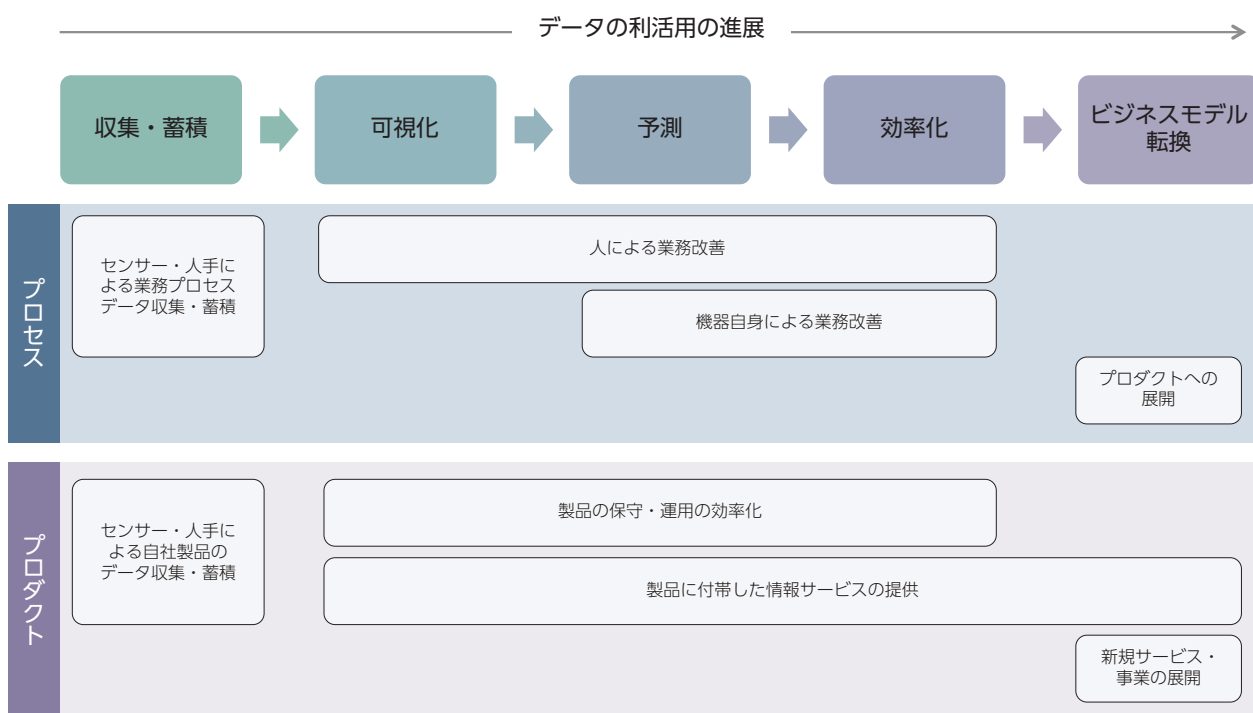 データの利活用の進展
収集・蓄積
可視化
予測
効率化
ビジネスモデル
転換
プロセス
センサー・人手に
よる業務プロセス
データ収集・蓄積
人による業務改善
機器自身による業務改善
プロダクトへの
展開
プロダクト
センサー・人手に
よる自社製品の
データ収集・蓄積
製品の保守・運用の効率化
製品に付帯した情報サービスの提供
新規サービス・
事業の展開